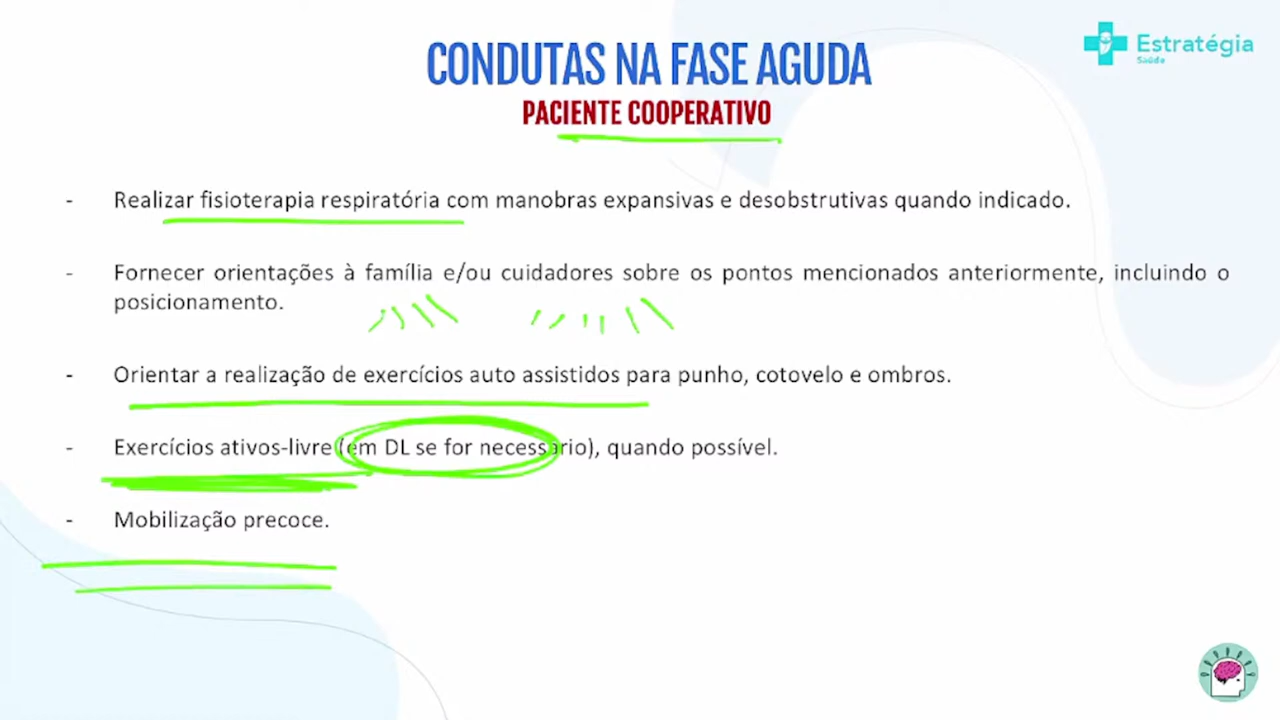 Estratégia
Saúde
CONDUTAS NA FASE AGUDA
PACIENTE COOPERATIVO
- Realizar fisioterapia respiratória com manobras expansivas e desobstrutivas quando indicado.
- Fornecer orientações à família e/ou cuidadores sobre os pontos mencionados anteriormente, incluindo o
posicionamento.
- Orientar a realização de exercícios auto assistidos para punho, cotovelo e ombros.
- Exercícios ativos-livre (em DL se for necessário), quando possível.
- Mobilização precoce.